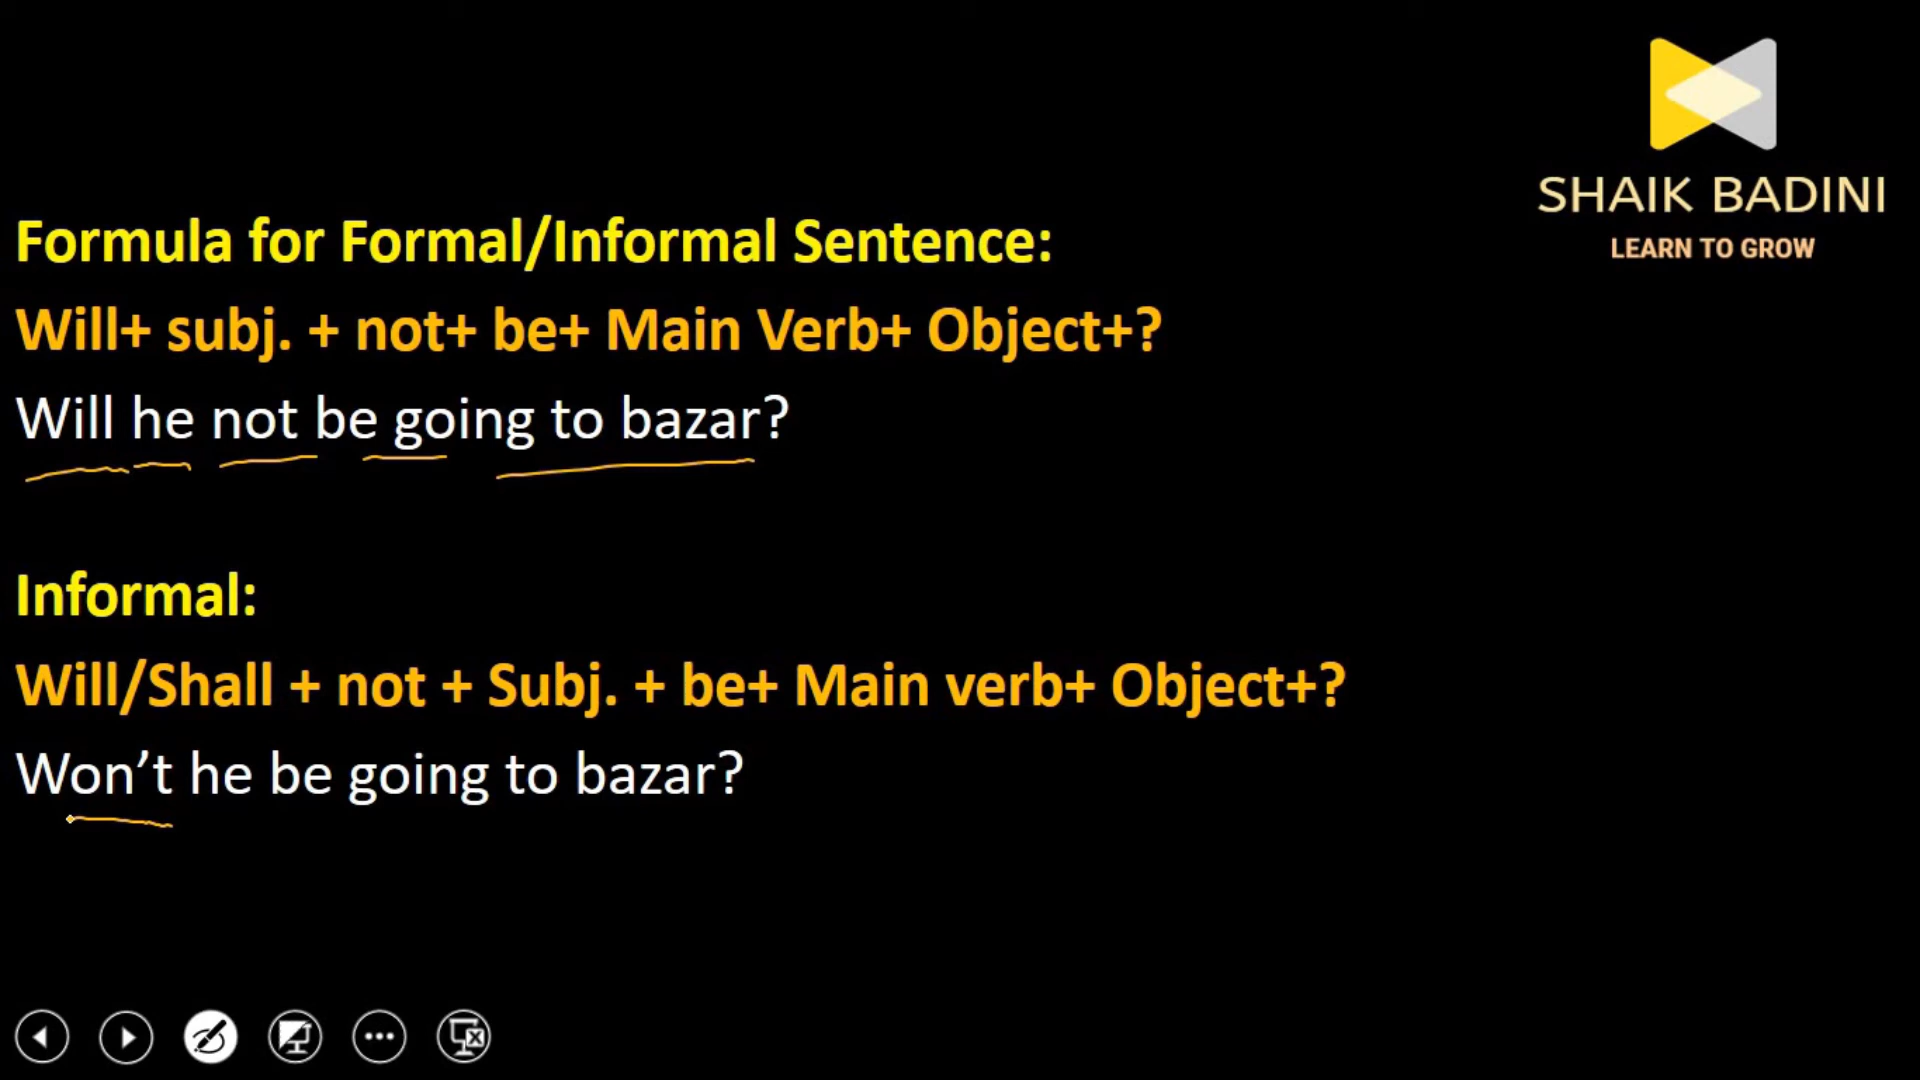 SHAIK BADINI
LEARN TO GROW
Formula for Formal/Informal Sentence:
Will+ subj. + not+ be+ Main Verb+ Object+?
Will he not be going to bazar?
Informal:
Will/Shall + not + Subj. + be+ Main verb+ Object+?
Won’t he be going to bazar?